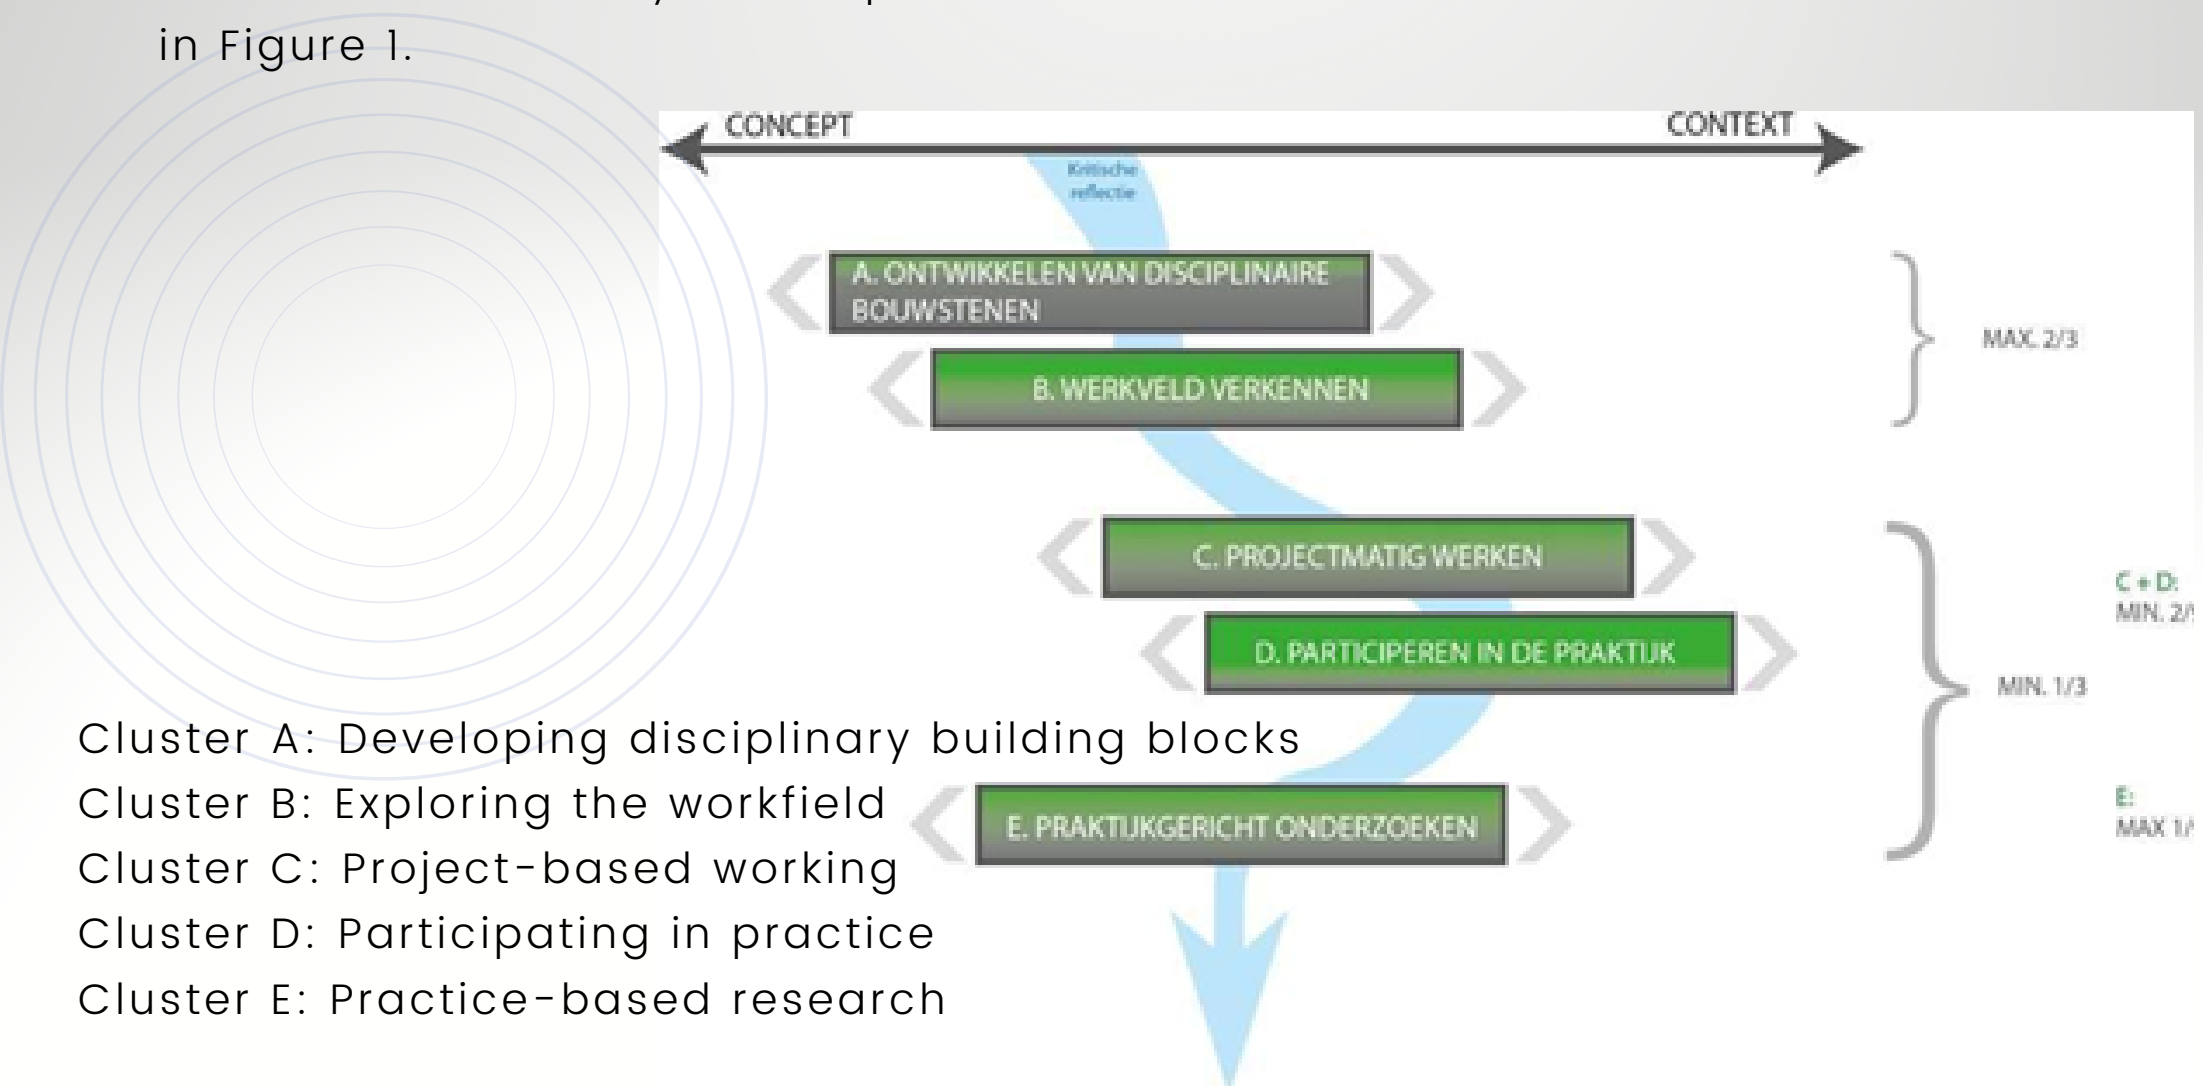 in Figure 1.
CONCEPT
CONTEXT
Kritische
reflectie
A. ONTWIKKELEN VAN DISCIPLINAIRE
BOUWSTENEN
B. WERKVELD VERKENNEN
MAX. 2/3
C. PROJECTMATIG WERKEN
C + D:
MIN.
D. PARTICIPEREN IN DE PRAKTIJK
MIN. 1/3
E. PRAKTIJKGERICHT ONDERZOEKEN
E:
MAX
Cluster A: Developing disciplinary building blocks
Cluster B: Exploring the workfield
Cluster C: Project-based working
Cluster D: Participating in practice
Cluster E: Practice-based research